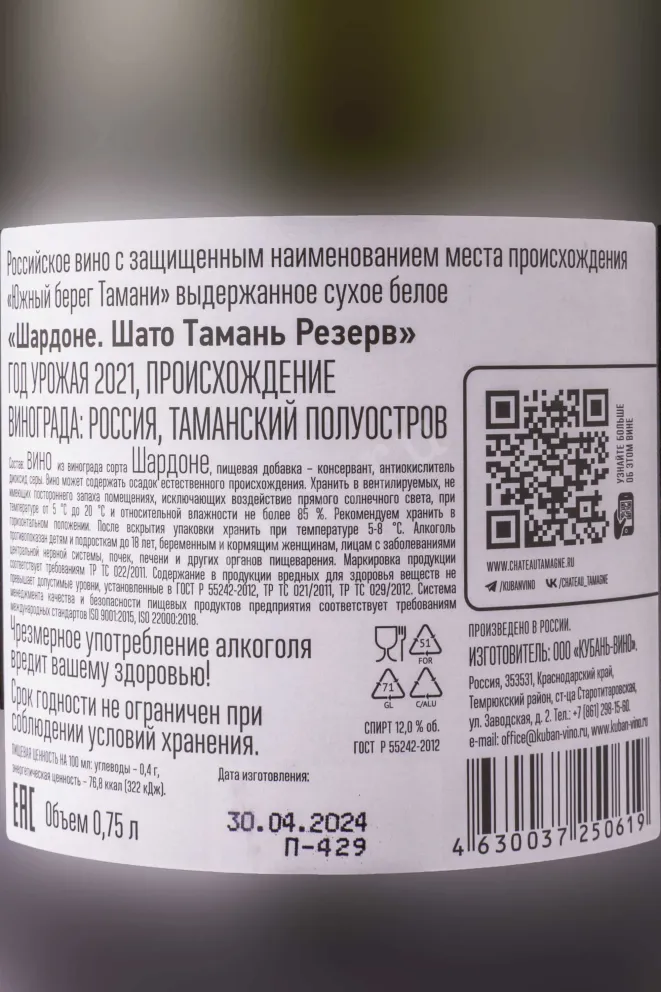 Российское вино с защищенным наименованием места происхождения
«Южный берег Тамани» выдержанное сухое белое
«Шардоне. Шато Тамань Резерв»
ГОД УРОЖАЯ 2021, ПРОИСХОЖДЕНИЕ
ВИНОГРАДА: РОССИЯ, ТАМАНСКИЙ ПОЛУОСТРОВ
Состав: ВИНО из винограда сорта Шардоне, пищевая добавка – консервант, антиокислитель
диоксид серы. Вино может содержать осадок естественного происхождения. Хранить в вентилируемых, не
имеющих постороннего запаха помещениях, исключающих воздействие прямого солнечного света, при
температуре от 5 °С до 20 °С и относительной влажности не более 85 %. Рекомендуем хранить в
горизонтальном положении. После вскрытия упаковки хранить при температуре 5-8 °С. Алкоголь
противопоказан детям и подросткам до 18 лет, беременным и кормящим женщинам, лицам с заболеваниями
центральной нервной системы, почек, печени и других органов пищеварения. Маркировка продукции
соответствует требованиям ТР ТС 022/2011. Содержание в продукции вредных для здоровья веществ не
превышает допустимые уровни, установленные в ГОСТ Р 55242-2012, ТР ТС 021/2011, ТР ТС 029/2012. Система
менеджмента качества и безопасности пищевых продуктов предприятия соответствует требованиям
международных стандартов ISO 9001:2015, ISO 22000:2018.
Чрезмерное употребление алкоголя
вредит вашему здоровью!
Срок годности не ограничен при
соблюдении условий хранения.
ПИЩЕВАЯ ЦЕННОСТЬ НА 100 мл: углеводы – 0,4 г,
энергетическая ценность – 76,8 ккал (322 кДж).
EAC Объем 0,75 л
Дата изготовления:
30.04.2024
П-429
51
FOR
71
GL
C/ALU
СПИРТ 12,0 % об.
ГОСТ Р 55242-2012
УЗНАЙТЕ БОЛЬШЕ
ОБ ЭТОМ ВИНЕ
WWW.CHATEAUTAMAGNE.RU
/KUBANVINO /CHATEAU_TAMAGNE
ПРОИЗВЕДЕНО В РОССИИ.
ИЗГОТОВИТЕЛЬ: ООО «КУБАНЬ-ВИНО».
Россия, 353531, Краснодарский край,
Темрюкский район, ст-ца Старотитаровская,
ул. Заводская, д. 2. Тел.: +7 (861) 298-15-60.
e-mail: office@kuban-vino.ru, www.kuban-vino.ru
4 630037 250619